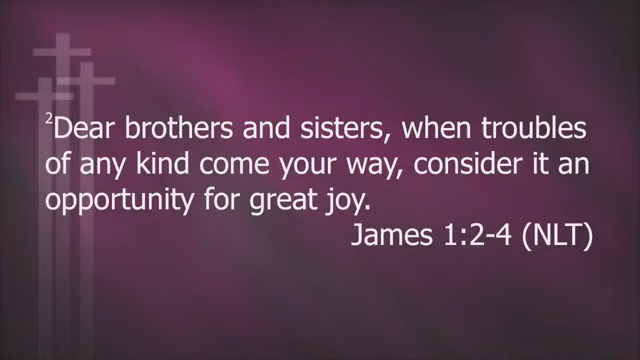 ²Dear brothers and sisters, when troubles
of any kind come your way, consider it an
opportunity for great joy.
James 1:2-4 (NLT)